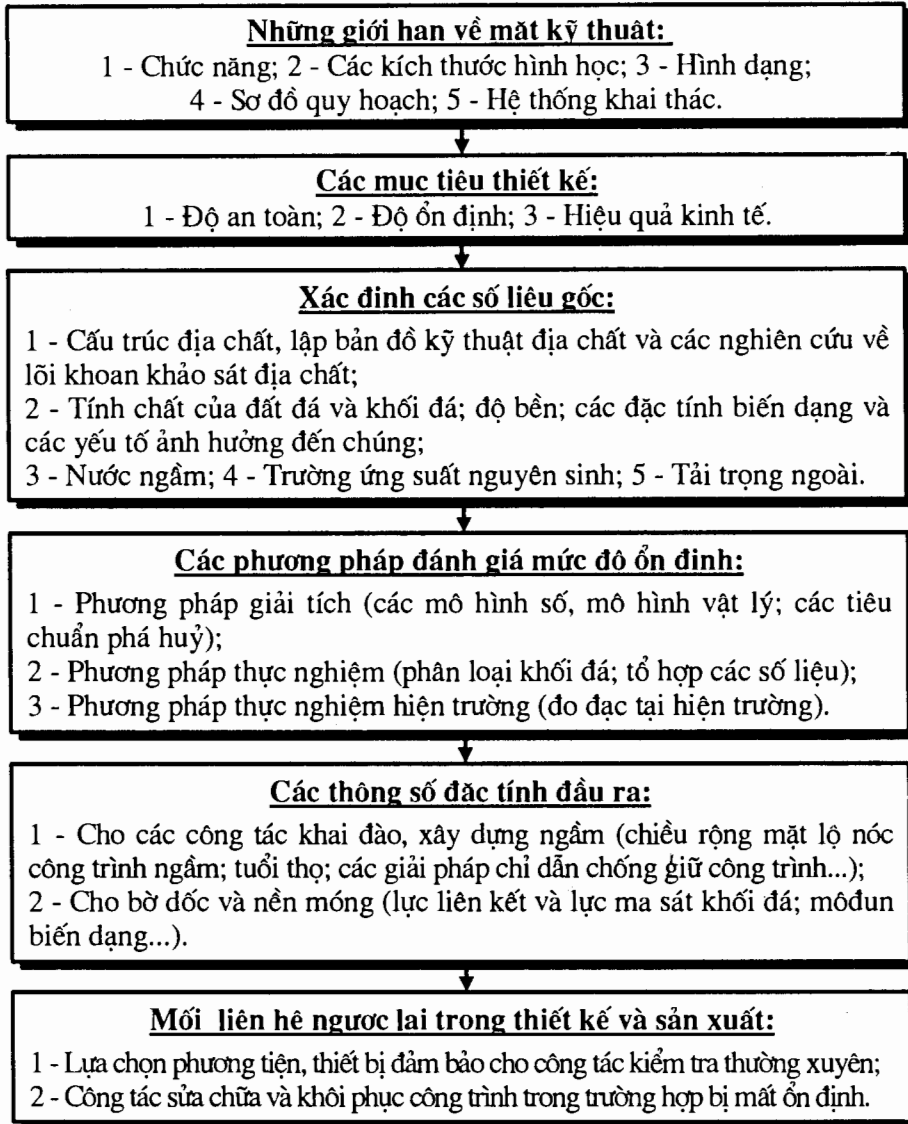 Những giới hạn về mặt kỹ thuật:
1 - Chức năng; 2 - Các kích thước hình học; 3 - Hình dạng;
4 - Sơ đồ quy hoạch; 5 - Hệ thống khai thác.
Các mục tiêu thiết kế:
1 - Độ an toàn; 2 - Độ ổn định; 3 - Hiệu quả kinh tế.
Xác định các số liệu gốc:
1 - Cấu trúc địa chất, lập bản đồ kỹ thuật địa chất và các nghiên cứu về
lõi khoan khảo sát địa chất;
2 - Tính chất của đất đá và khối đá; độ bền; các đặc tính biến dạng và
các yếu tố ảnh hưởng đến chúng;
3 - Nước ngầm; 4 - Trường ứng suất nguyên sinh; 5 - Tải trọng ngoài.
Các phương pháp đánh giá mức độ ổn định:
1 - Phương pháp giải tích (các mô hình số, mô hình vật lý; các tiêu
chuẩn phá huỷ);
2 - Phương pháp thực nghiệm (phân loại khối đá; tổ hợp các số liệu);
3 - Phương pháp thực nghiệm hiện trường (đo đạc tại hiện trường).
Các thông số đặc tính đầu ra:
1 - Cho các công tác khai đào, xây dựng ngầm (chiều rộng mặt lộ nóc
công trình ngầm; tuổi thọ; các giải pháp chỉ dẫn chống giữ công trình...);
2 - Cho bờ dốc và nền móng (lực liên kết và lực ma sát khối đá; môđun
biến dạng...).
Mối liên hệ ngược lại trong thiết kế và sản xuất:
1 - Lựa chọn phương tiện, thiết bị đảm bảo cho công tác kiểm tra thường xuyên;
2 - Công tác sửa chữa và khôi phục công trình trong trường hợp bị mất ổn định.